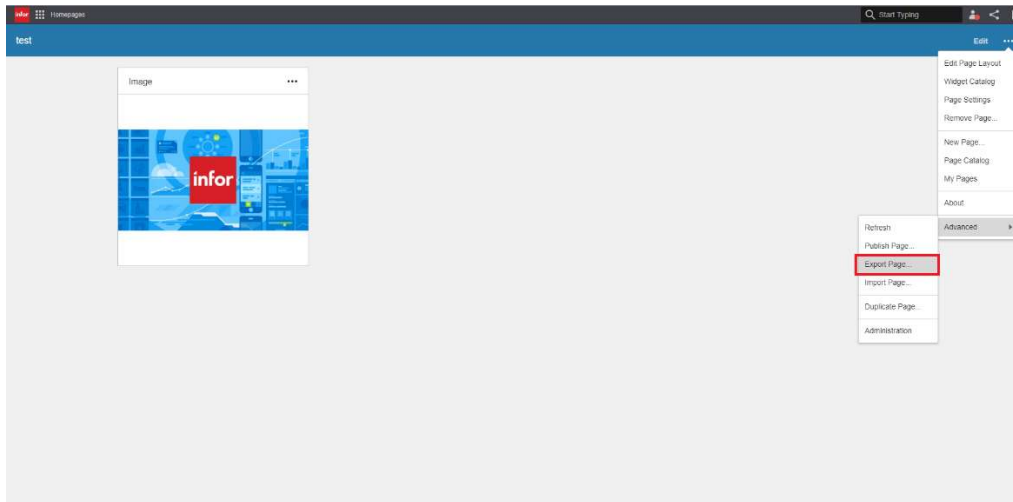 infor Homepages Start Typing
test Edit
Edit Page Layout
Image
Widget Catalog
Page Settings
Remove Page...
New Page...
Page Catalog
infor
My Pages
About
Refresh
Advanced
Publish Page...
Export Page...
Import Page...
Duplicate Page...
Administration